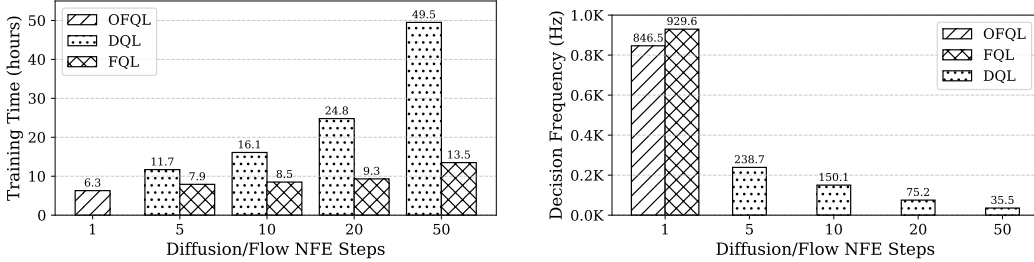 50
40
30
20
10
0
Training Time (hours)
OFQL
DQL
FQL
6.3
11.7
7.9
16.1
8.5
24.8
9.3
49.5
13.5
1
5
10
20
50
Diffusion/Flow NFE Steps
1.0K
0.8K
0.6K
0.4K
0.2K
0.0K
Decision Frequency (Hz)
OFQL
FQL
DQL
846.5
929.6
238.7
150.1
75.2
35.5
1
5
10
20
50
Diffusion/Flow NFE Steps